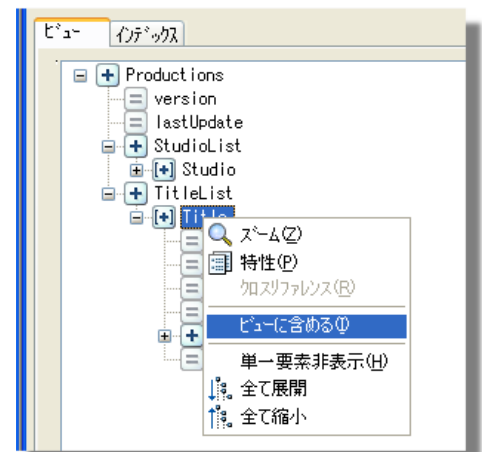 ビュー インデックス
Productions
version
lastUpdate
StudioList
Studio
TitleList
Title
ズーム(Z)
特性(P)
クロスリファレンス(R)
ビューに含める(I)
単一要素非表示(H)
全て展開
全て縮小